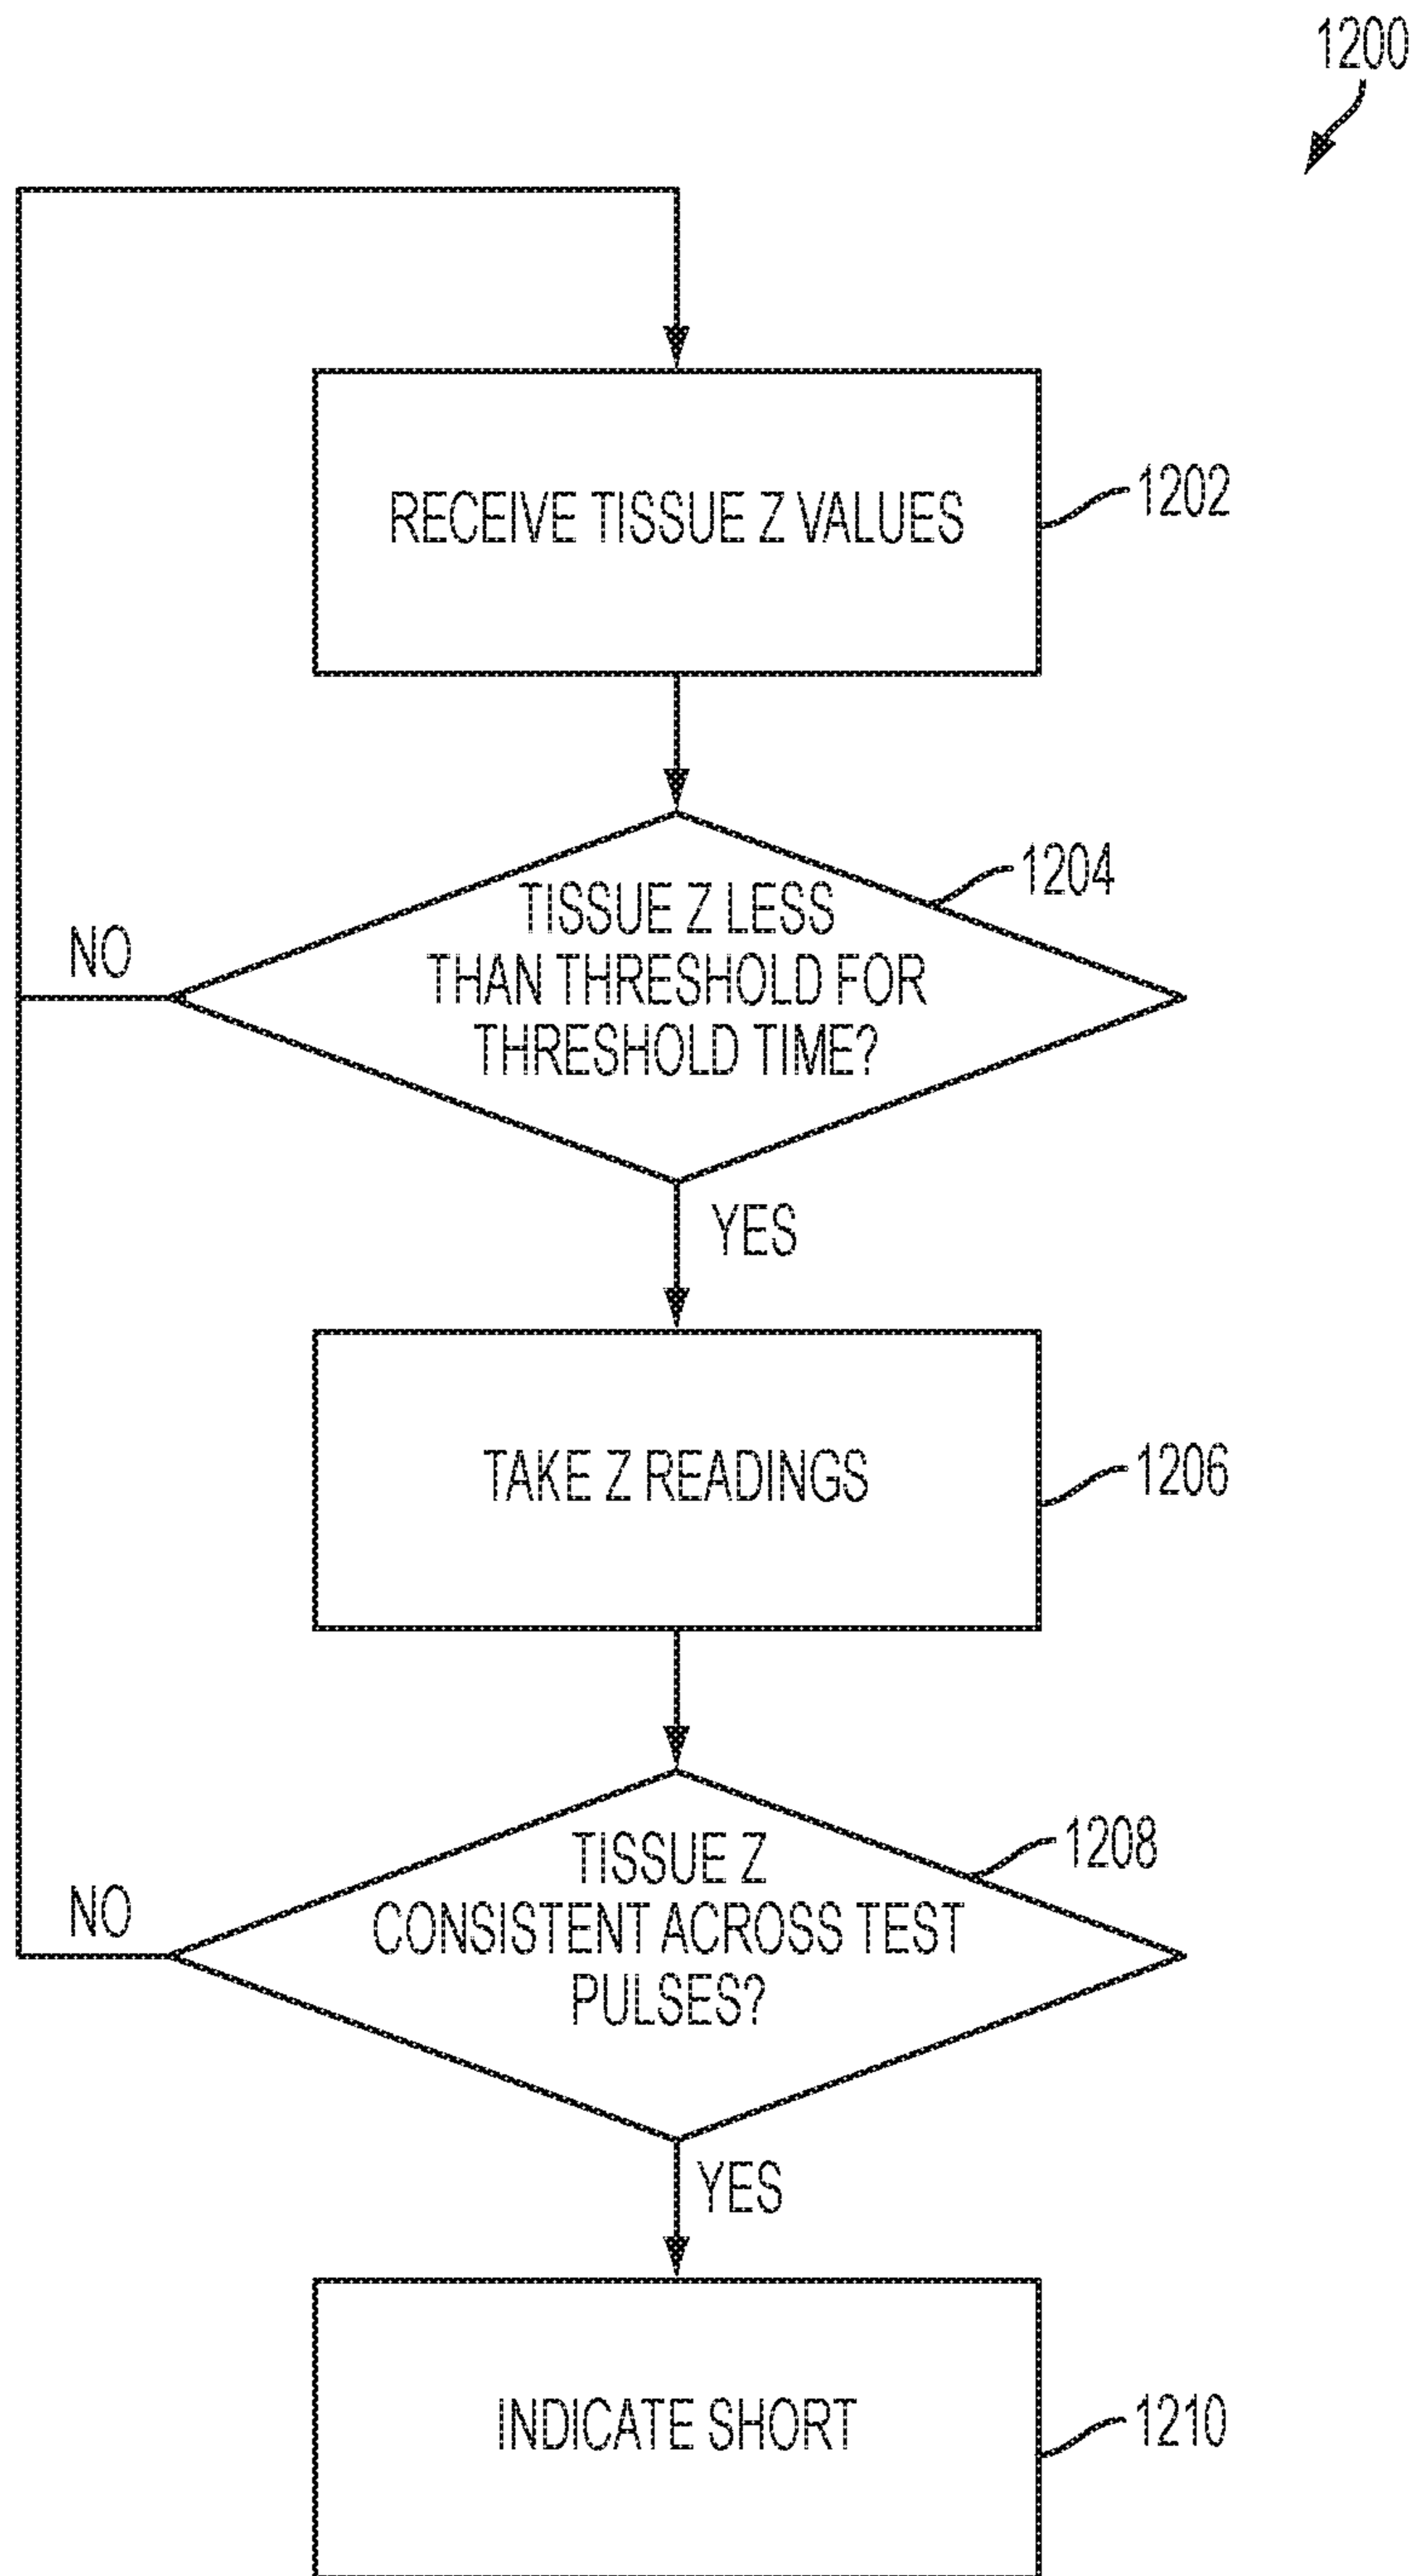 1200
RECEIVE TISSUE Z VALUES
1202
TISSUE Z LESS
THAN THRESHOLD FOR
THRESHOLD TIME?
1204
NO
YES
TAKE Z READINGS
1206
TISSUE Z
CONSISTENT ACROSS TEST
PULSES?
1208
NO
YES
INDICATE SHORT
1210